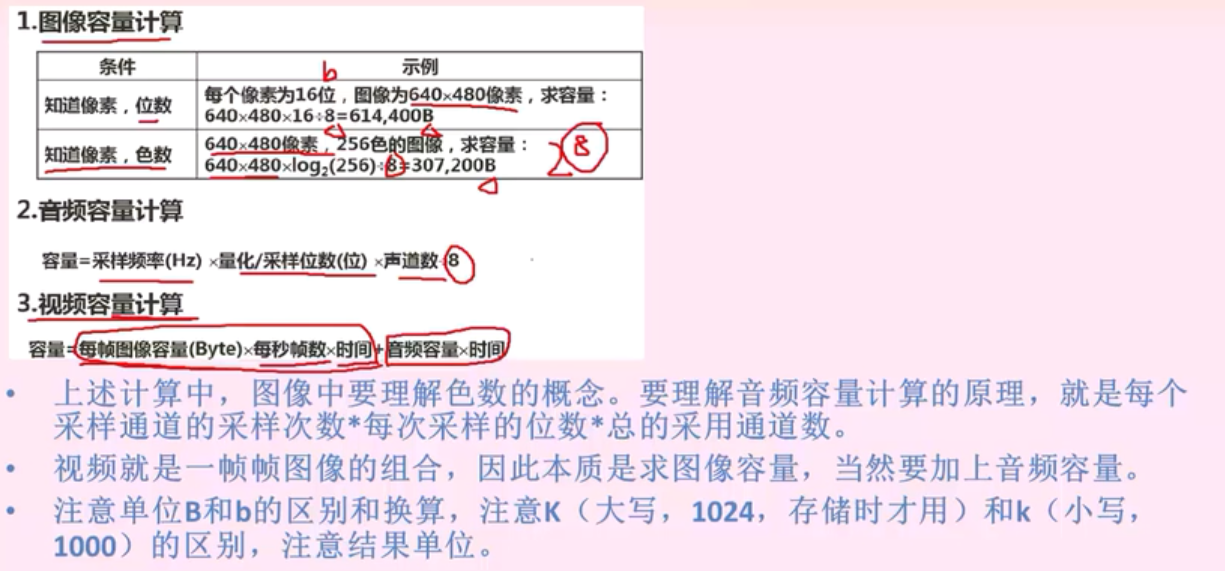 1.图像容量计算
条件 示例
b
知道像素，位数 每个像素为16位，图像为640×480像素，求容量：
640×480×16÷8=614,400B
知道像素，色数 640×480像素，256色的图像，求容量：
640×480×log₂(256)÷8=307,200B
8
2.音频容量计算
容量=采样频率(Hz) ×量化/采样位数(位) ×声道数÷8
3.视频容量计算
容量=每帧图像容量(Byte)×每秒帧数×时间+音频容量×时间
• 上述计算中，图像中要理解色数的概念。要理解音频容量计算的原理，就是每个
采样通道的采样次数*每次采样的位数*总的采用通道数。
• 视频就是一帧帧图像的组合，因此本质是求图像容量，当然要加上音频容量。
• 注意单位B和b的区别和换算，注意K（大写，1024，存储时才用）和k（小写，
1000）的区别，注意结果单位。